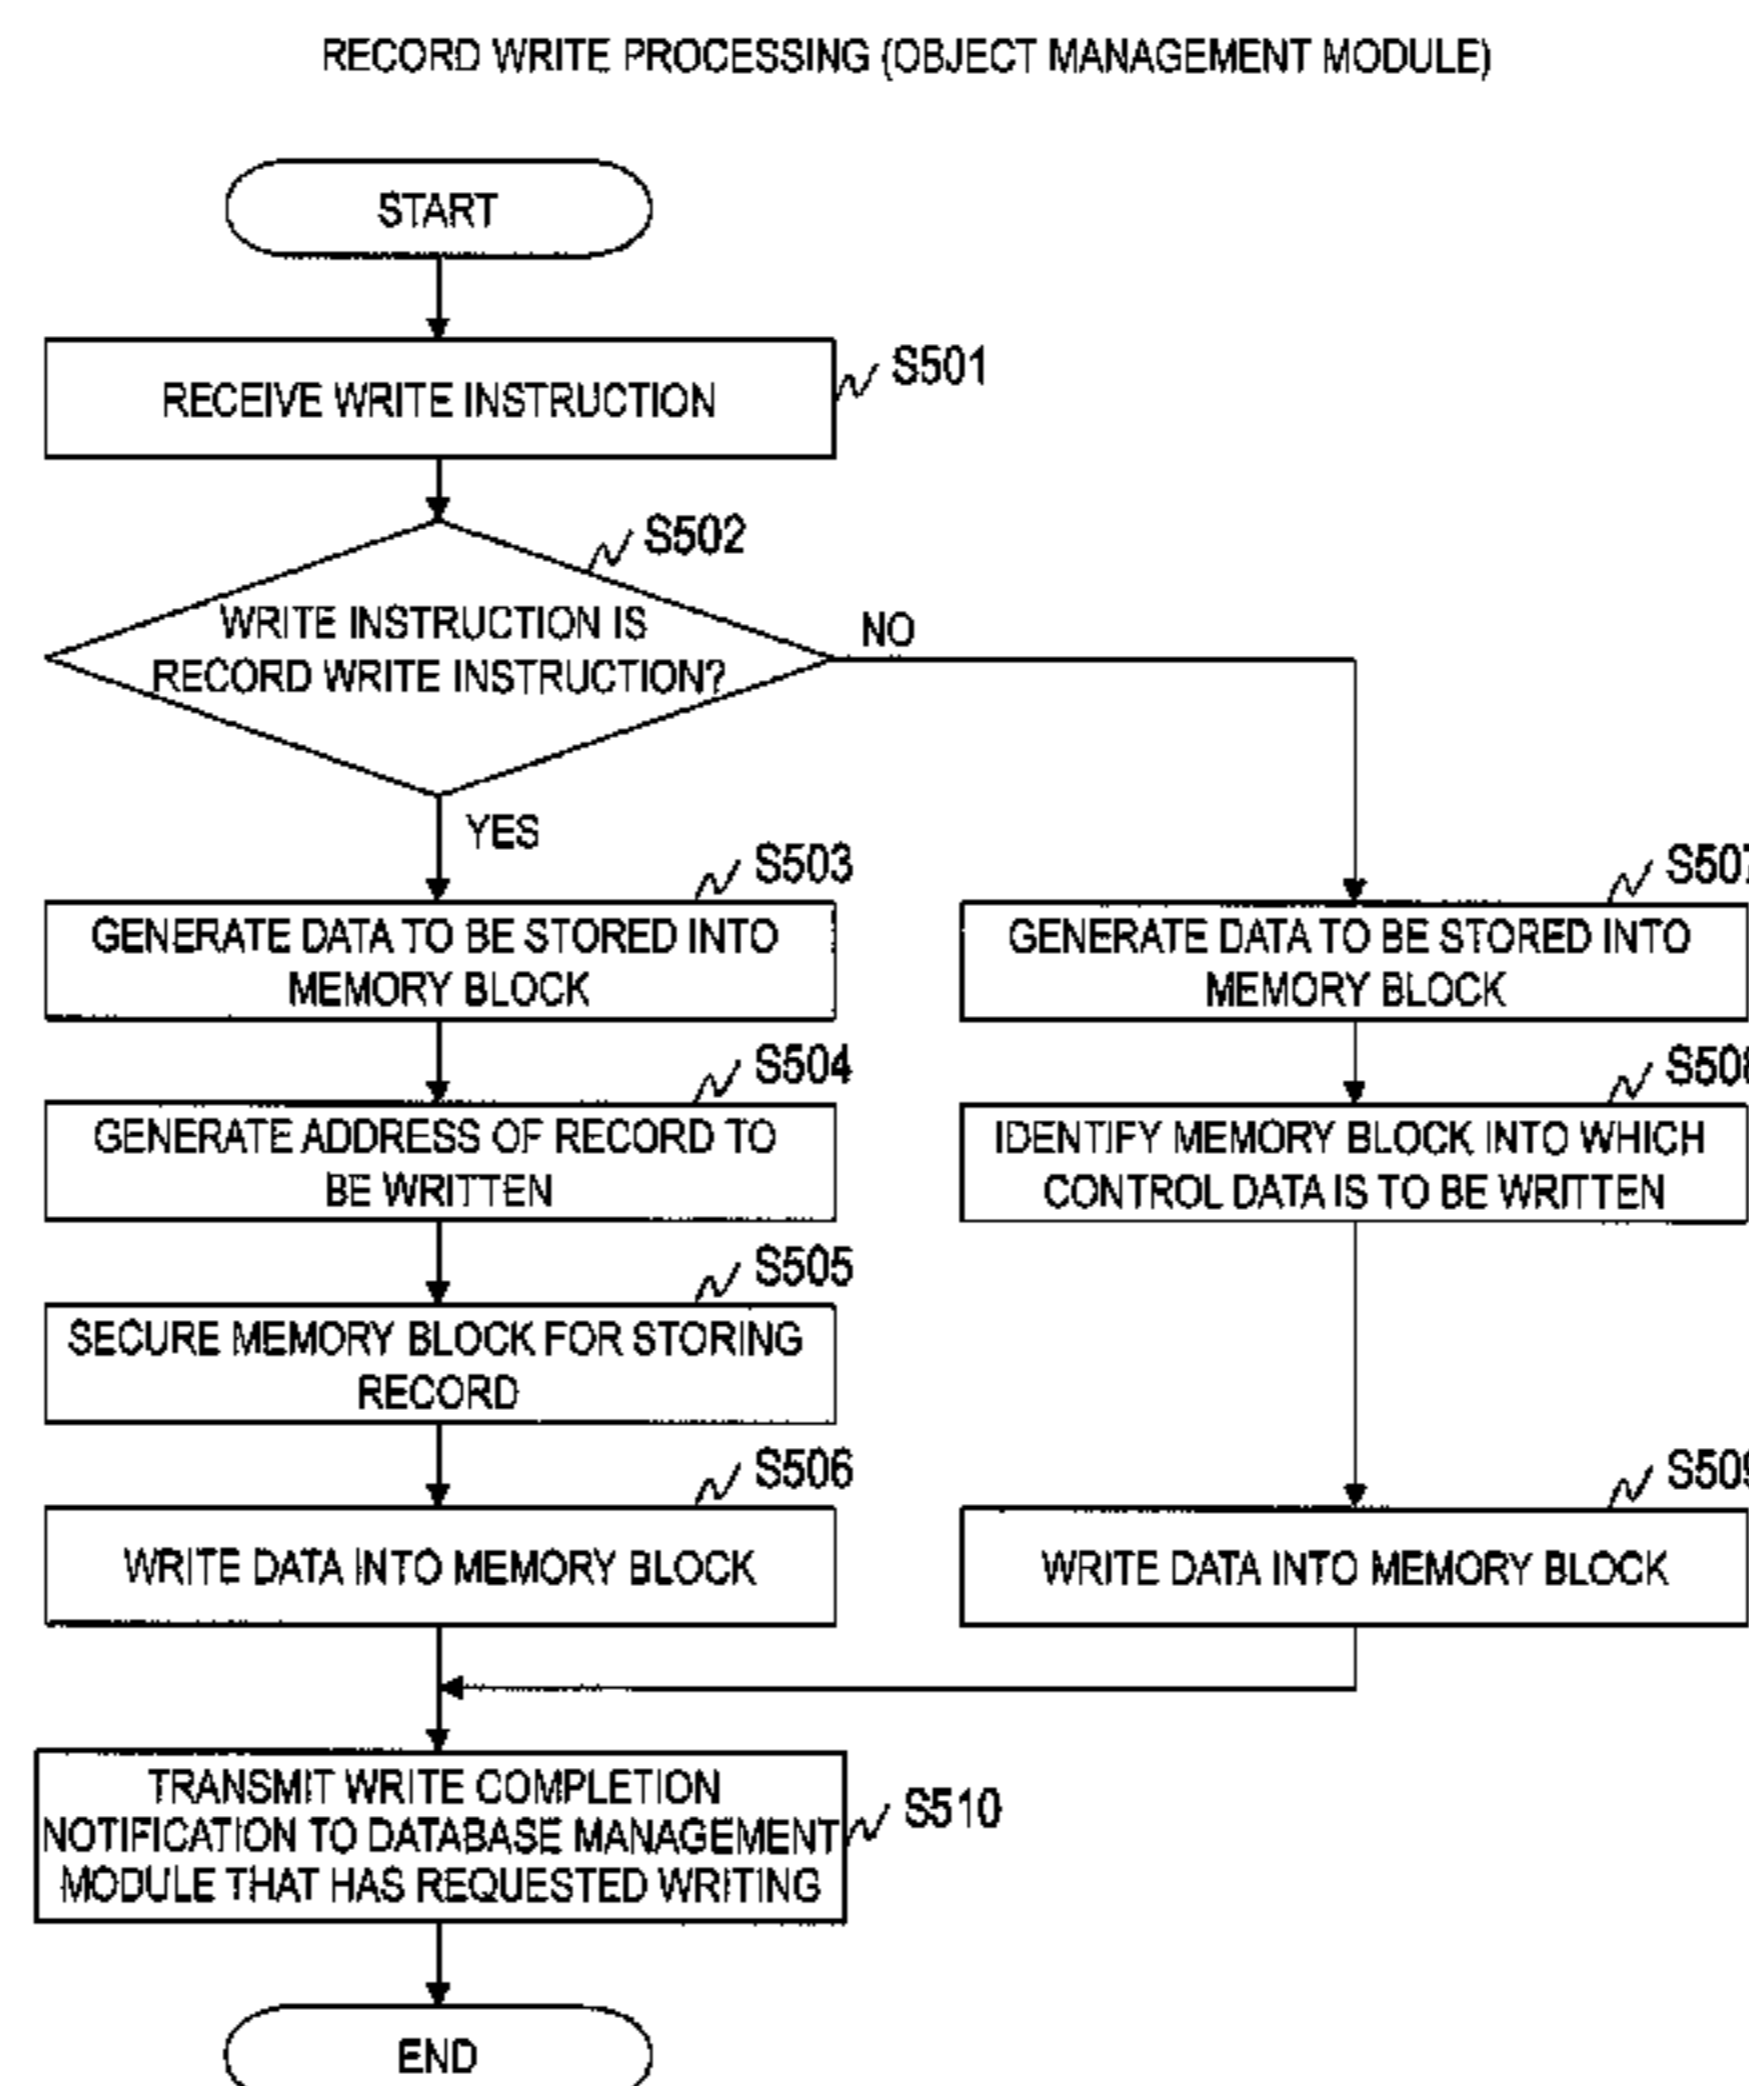 RECORD WRITE PROCESSING (OBJECT MANAGEMENT MODULE)
START
RECEIVE WRITE INSTRUCTION
S501
S502
WRITE INSTRUCTION IS
RECORD WRITE INSTRUCTION?
NO
YES
S503
GENERATE DATA TO BE STORED INTO
MEMORY BLOCK
S504
GENERATE ADDRESS OF RECORD TO
BE WRITTEN
S505
SECURE MEMORY BLOCK FOR STORING
RECORD
S506
WRITE DATA INTO MEMORY BLOCK
S507
GENERATE DATA TO BE STORED INTO
MEMORY BLOCK
S508
IDENTIFY MEMORY BLOCK INTO WHICH
CONTROL DATA IS TO BE WRITTEN
S509
WRITE DATA INTO MEMORY BLOCK
TRANSMIT WRITE COMPLETION
NOTIFICATION TO DATABASE MANAGEMENT
MODULE THAT HAS REQUESTED WRITING
S510
END